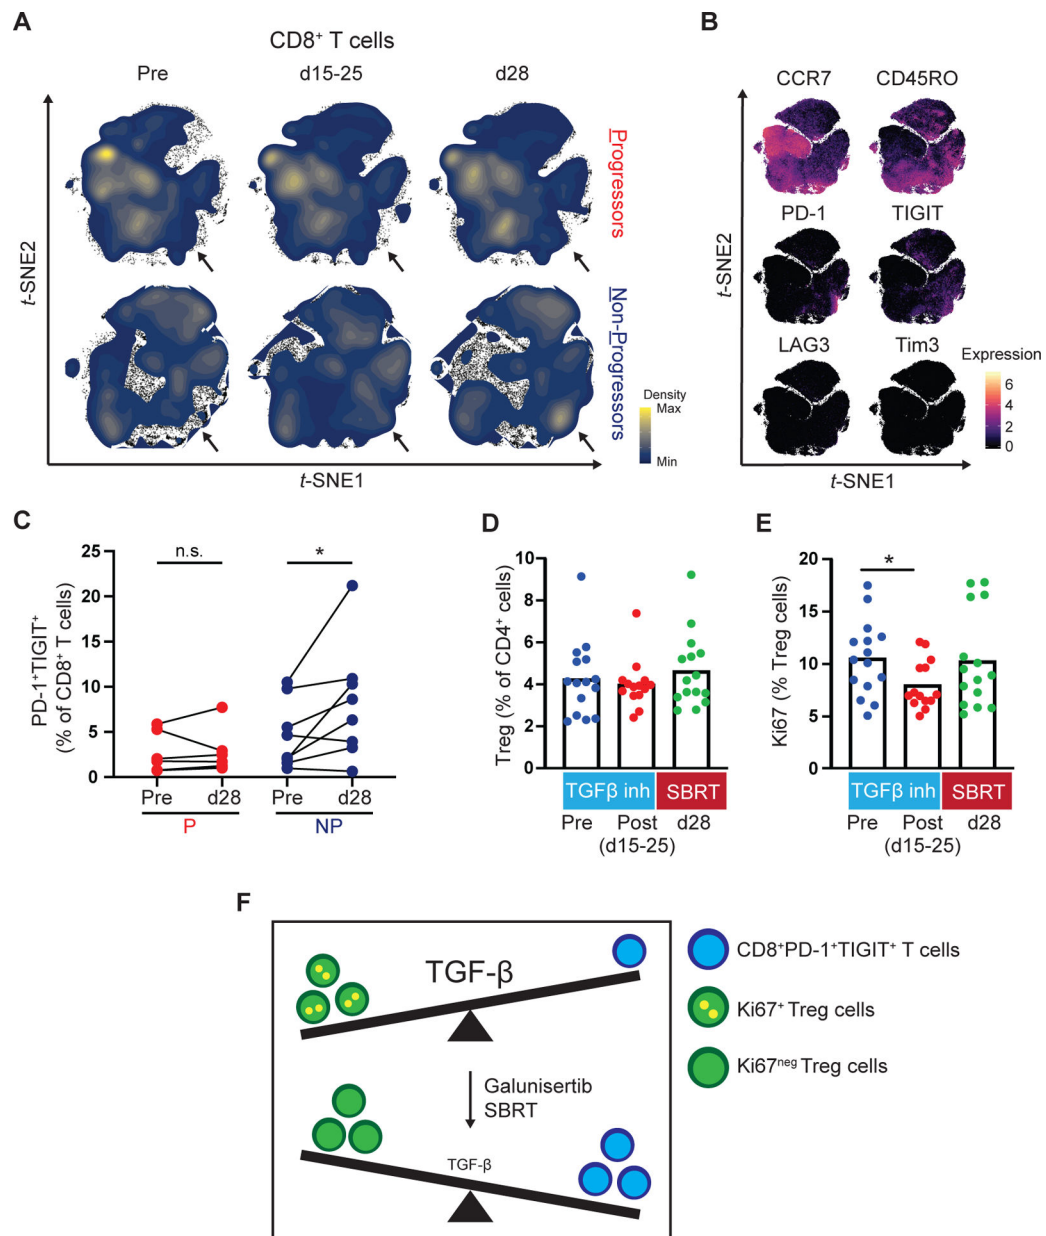 A
CD8⁺ T cells
Pre
d15-25
d28
t-SNE2
Progressors
Non-Progressors
Density
Max
Min
t-SNE1
B
CCR7
CD45RO
PD-1
TIGIT
LAG3
Tim3
t-SNE2
Expression
6
4
2
0
t-SNE1
C
n.s.
*
PD-1⁺TIGIT⁺
(% of CD8⁺ T cells)
25
20
15
10
5
0
Pre
d28
Pre
d28
P
NP
D
Treg (% of CD4⁺ cells)
10
8
6
4
2
0
TGFβ inh
SBRT
Pre
Post
d28
(d15-25)
E
*
Ki67 (% Treg cells)
20
15
10
5
0
TGFβ inh
SBRT
Pre
Post
d28
(d15-25)
F
TGF-β
Galunisertib
SBRT
TGF-β
CD8⁺PD-1⁺TIGIT⁺ T cells
Ki67⁺ Treg cells
Ki67ⁿᵉᵍ Treg cells